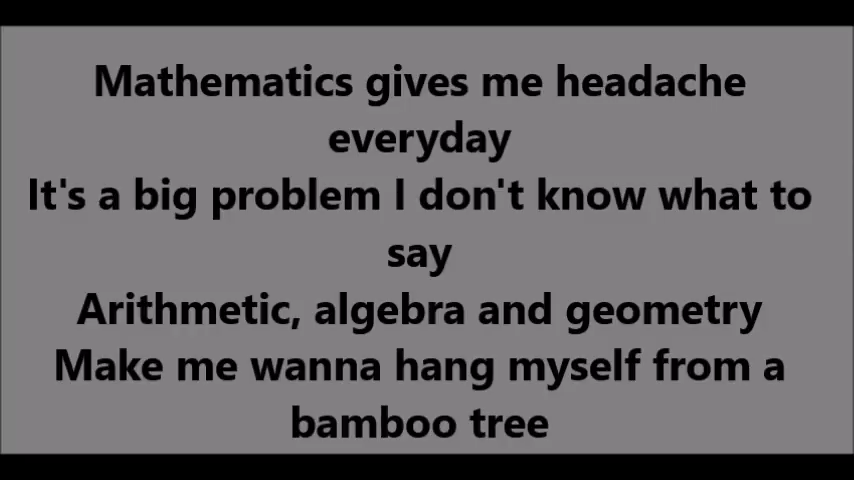 Mathematics gives me headache
everyday
It's a big problem I don't know what to
say
Arithmetic, algebra and geometry
Make me wanna hang myself from a
bamboo tree